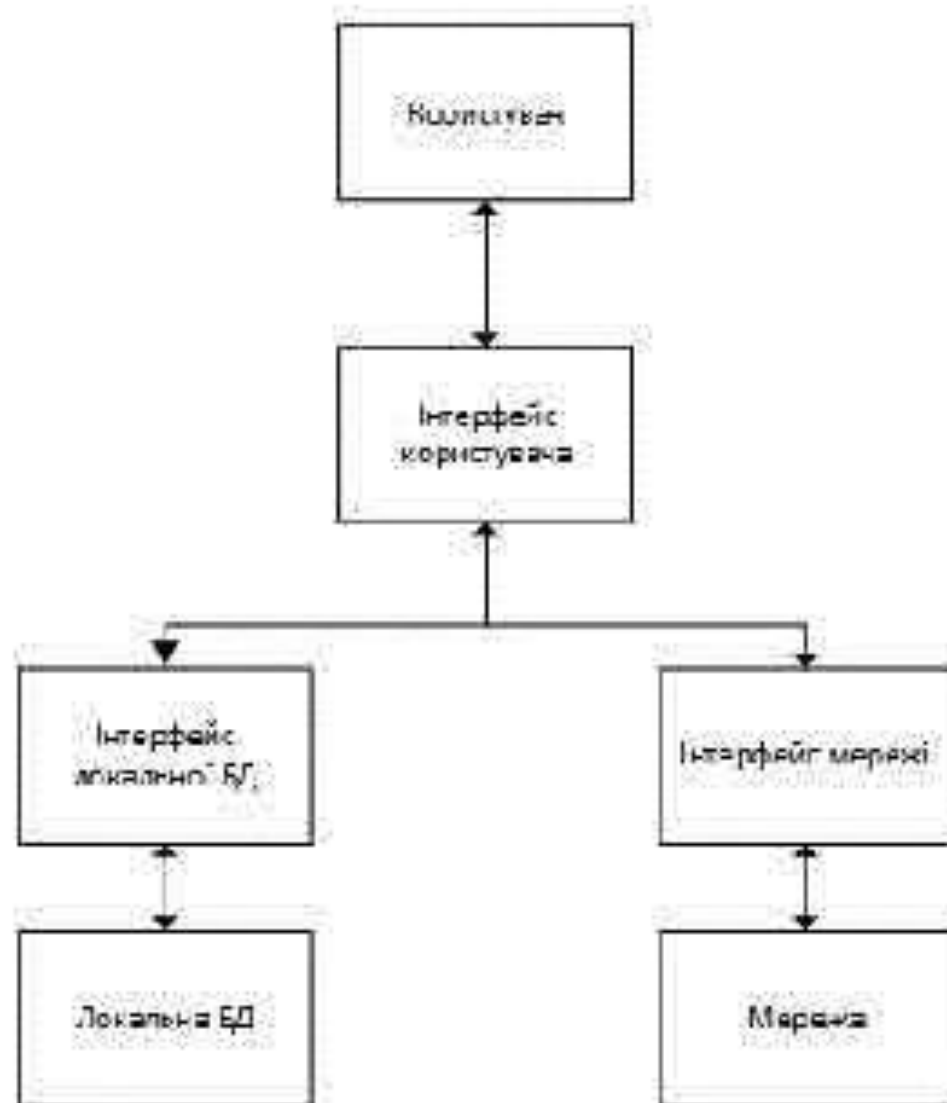 Користувач
Інтерфейс
користувача
Інтерфейс
локальної БД
Інтерфейс мережі
Локальна БД
Мережа